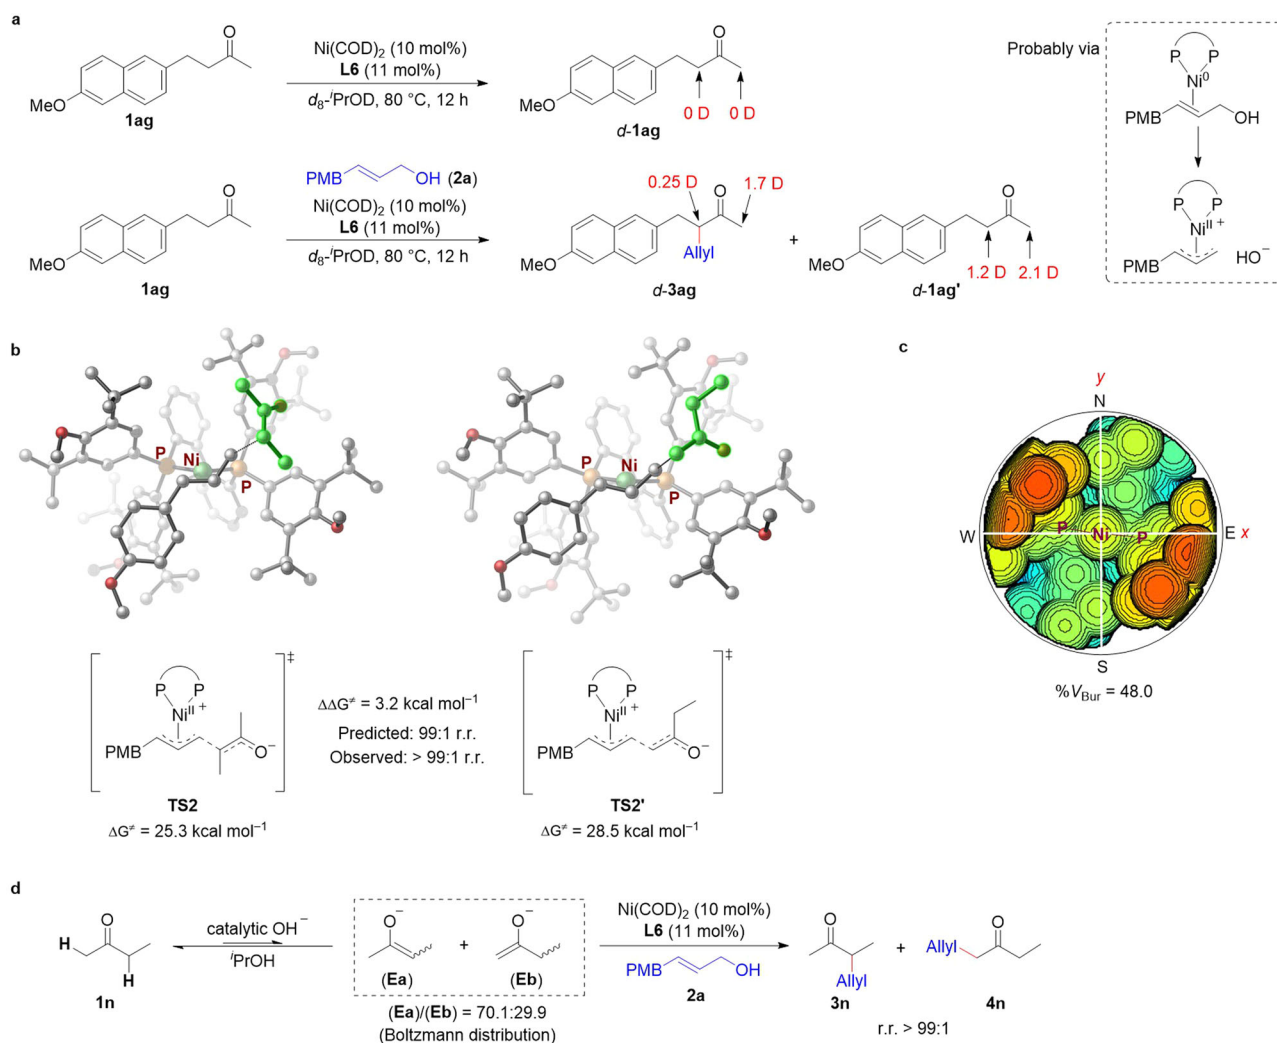 a
O
MeO
1ag
Ni(COD)₂ (10 mol%)
L6 (11 mol%)
d₈-ⁱPrOD, 80 °C, 12 h
O
MeO
0 D 0 D
d-1ag
Probably via
P P
Ni⁰
PMB OH
P P
Niᴵᴵ +
PMB HO⁻
O
MeO
1ag
PMB OH (2a)
Ni(COD)₂ (10 mol%)
L6 (11 mol%)
d₈-ⁱPrOD, 80 °C, 12 h
0.25 D 1.7 D
O
MeO
Allyl
d-3ag
+
O
MeO
1.2 D 2.1 D
d-1ag'
b
P Ni P
P Ni P
c
y
N
W P Ni P E x
S
%V_Bur = 48.0
‡
P P
Niᴵᴵ +
PMB O⁻
TS2
ΔG≠ = 25.3 kcal mol⁻¹
ΔΔG≠ = 3.2 kcal mol⁻¹
Predicted: 99:1 r.r.
Observed: > 99:1 r.r.
‡
P P
Niᴵᴵ +
PMB O⁻
TS2'
ΔG≠ = 28.5 kcal mol⁻¹
d
O
H
H
1n
catalytic OH⁻
ⁱPrOH
O⁻
(Ea)
+
O⁻
(Eb)
(Ea)/(Eb) = 70.1:29.9
(Boltzmann distribution)
Ni(COD)₂ (10 mol%)
L6 (11 mol%)
PMB OH
2a
O
Allyl
3n
+
Allyl O
4n
r.r. > 99:1